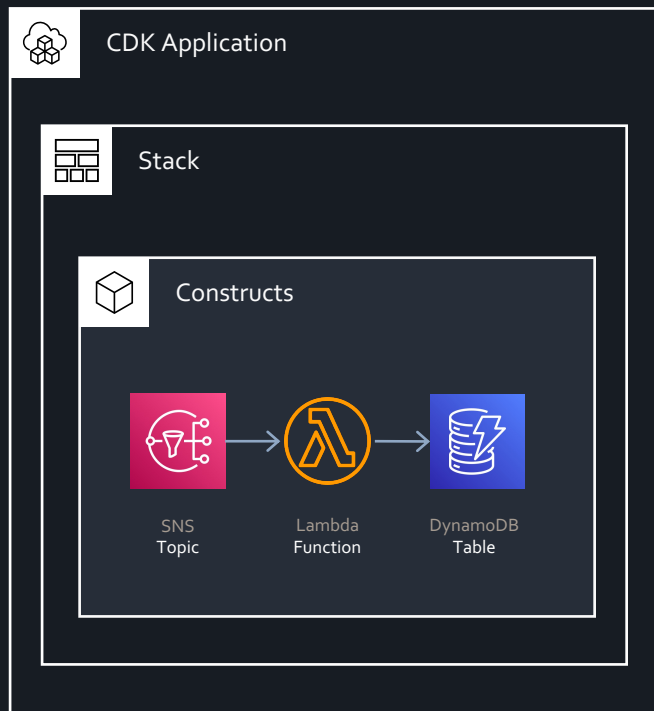 CDK Application
Stack
Constructs
SNS
Topic
Lambda
Function
DynamoDB
Table